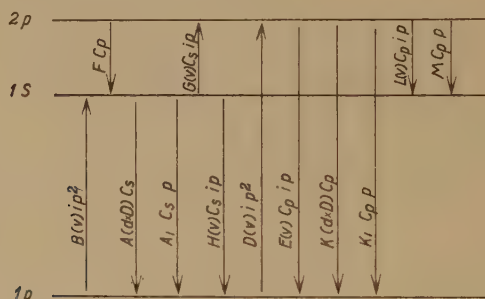 2p
F Cp
G(v)Cs ip
L(v)Cp ip
M Cp p
1S
B(v)ip²
A(d×D)Cs
A₁ Cs p
H(v)Cs ip
D(v)ip²
E(v)Cp ip
K(d×D)Cp
K₁ Cp p
1p